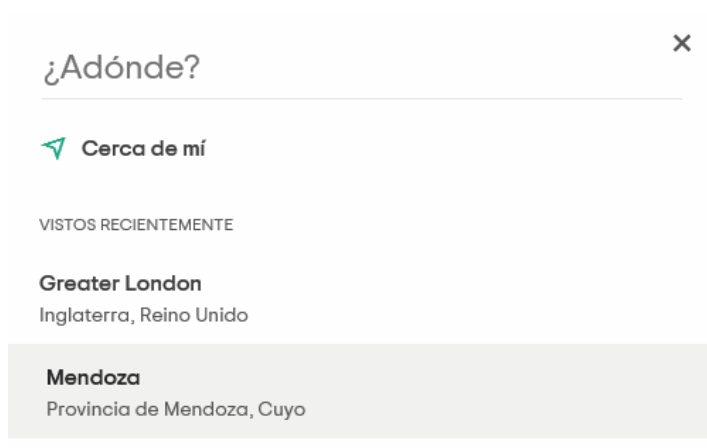 ¿Adónde?
Cerca de mí
VISTOS RECIENTEMENTE
Greater London
Inglaterra, Reino Unido
Mendoza
Provincia de Mendoza, Cuyo